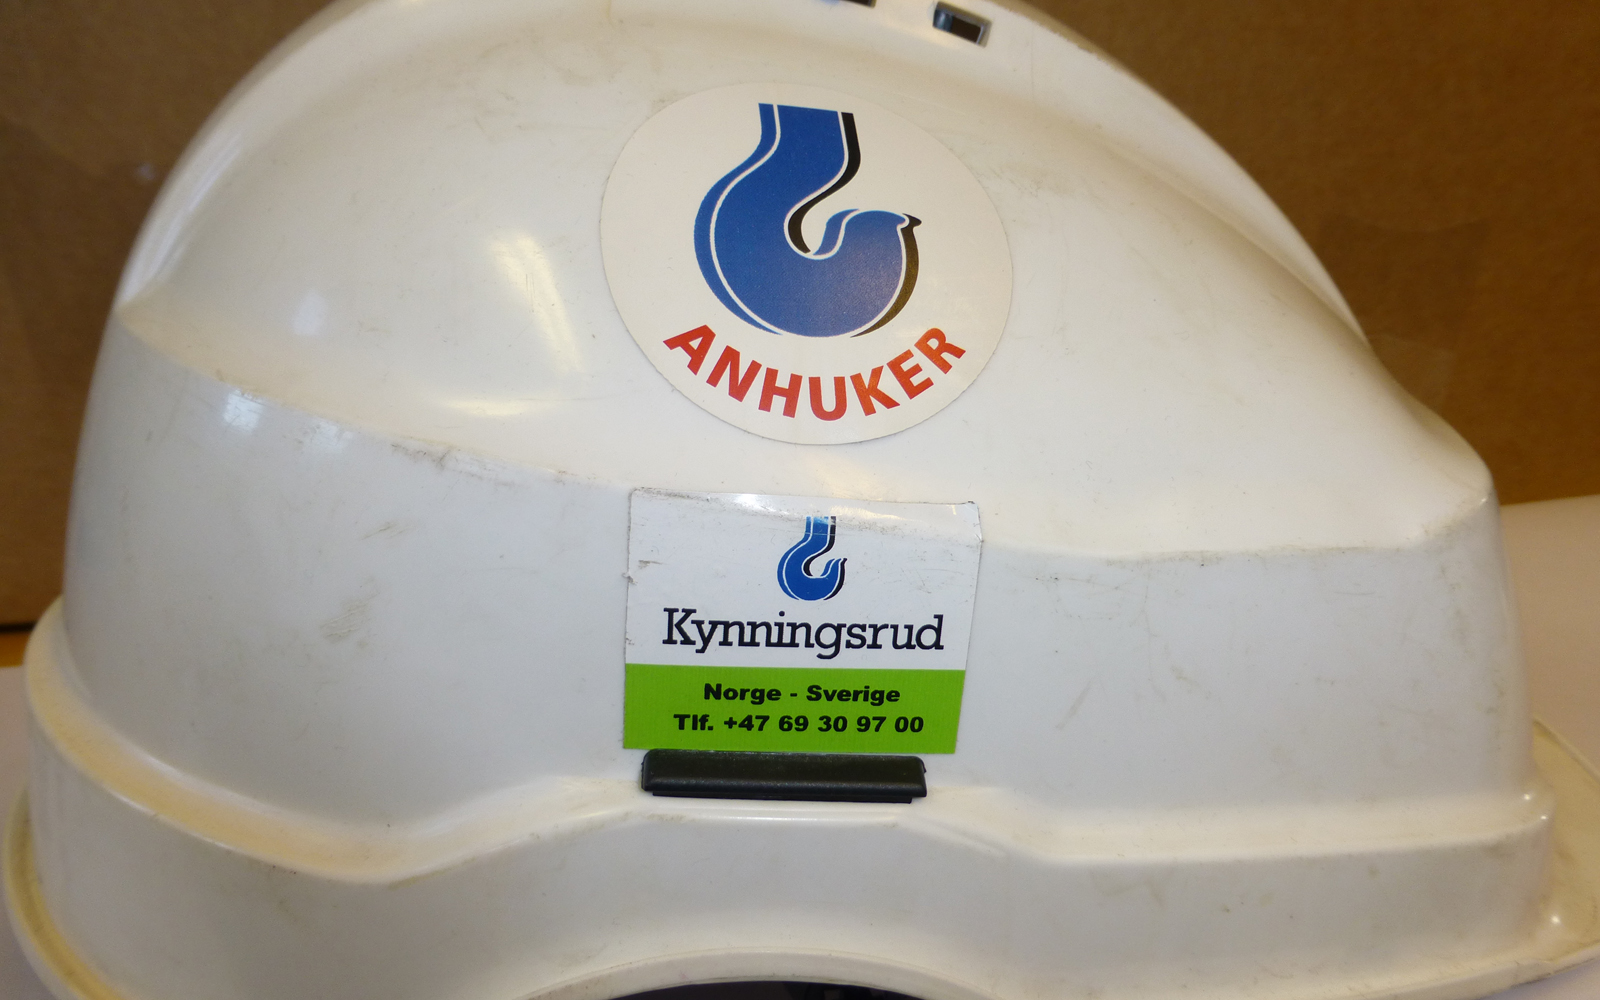 ANHUKER
Kynningsrud
Norge - Sverige
Tlf. +47 69 30 97 00